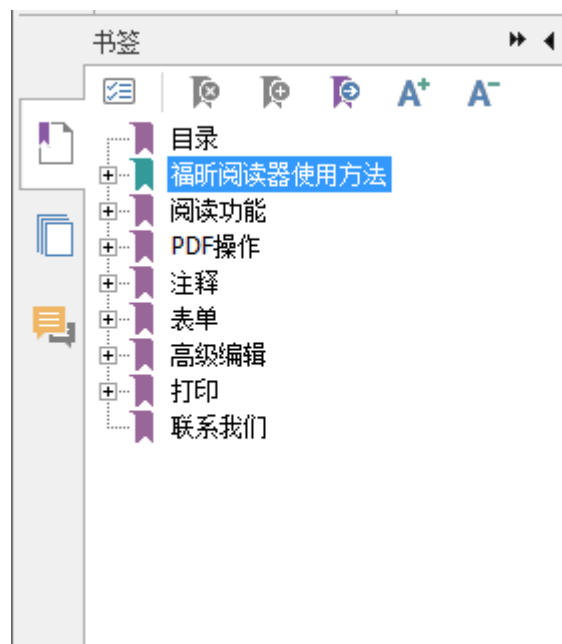 书签
A+ A-
目录
福昕阅读器使用方法
阅读功能
PDF操作
注释
表单
高级编辑
打印
联系我们